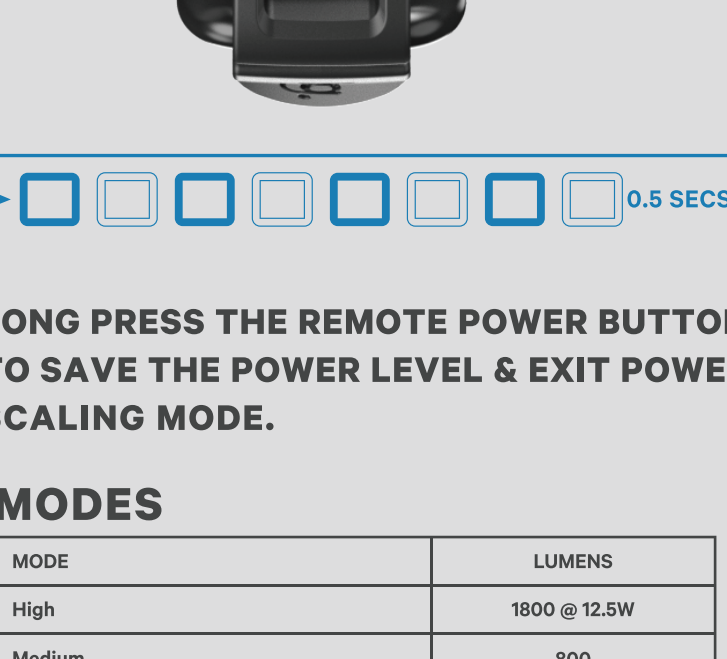 0.5 SECS
ONG PRESS THE REMOTE POWER BUTTO
TO SAVE THE POWER LEVEL & EXIT POWE
SCALING MODE.
MODES
MODE LUMENS
High 1800 @ 12.5W
Medium 800